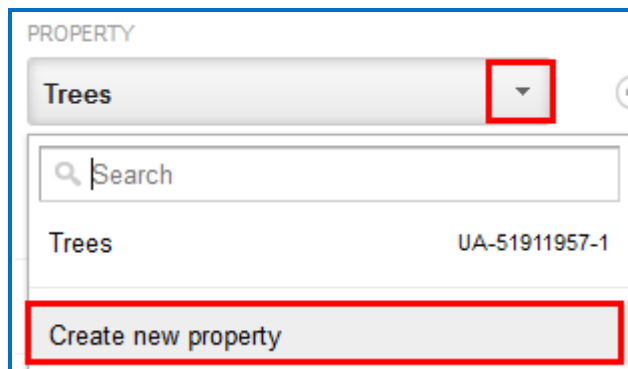 PROPERTY
Trees
Search
Trees UA-51911957-1
Create new property